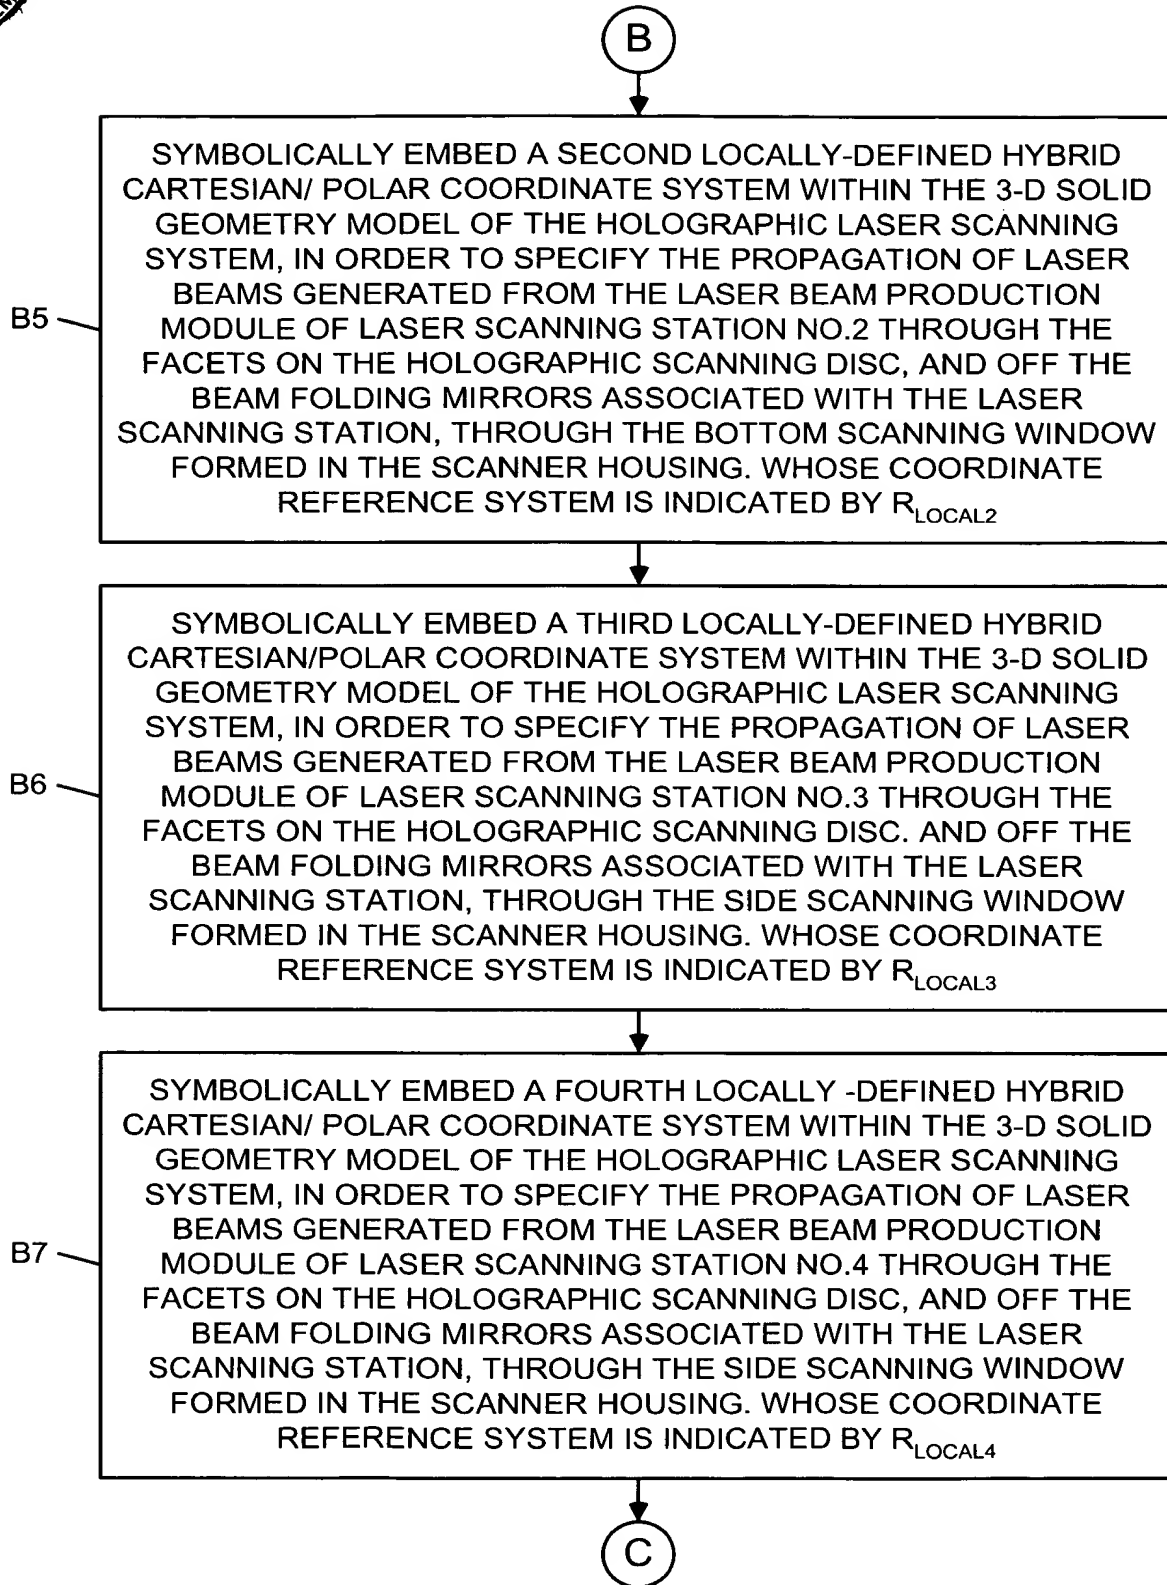 B
SYMBOLICALLY EMBED A SECOND LOCALLY-DEFINED HYBRID
CARTESIAN/ POLAR COORDINATE SYSTEM WITHIN THE 3-D SOLID
GEOMETRY MODEL OF THE HOLOGRAPHIC LASER SCANNING
SYSTEM, IN ORDER TO SPECIFY THE PROPAGATION OF LASER
BEAMS GENERATED FROM THE LASER BEAM PRODUCTION
MODULE OF LASER SCANNING STATION NO.2 THROUGH THE
FACETS ON THE HOLOGRAPHIC SCANNING DISC, AND OFF THE
BEAM FOLDING MIRRORS ASSOCIATED WITH THE LASER
SCANNING STATION, THROUGH THE BOTTOM SCANNING WINDOW
FORMED IN THE SCANNER HOUSING. WHOSE COORDINATE
REFERENCE SYSTEM IS INDICATED BY RLOCAL2
B5
SYMBOLICALLY EMBED A THIRD LOCALLY-DEFINED HYBRID
CARTESIAN/POLAR COORDINATE SYSTEM WITHIN THE 3-D SOLID
GEOMETRY MODEL OF THE HOLOGRAPHIC LASER SCANNING
SYSTEM, IN ORDER TO SPECIFY THE PROPAGATION OF LASER
BEAMS GENERATED FROM THE LASER BEAM PRODUCTION
MODULE OF LASER SCANNING STATION NO.3 THROUGH THE
FACETS ON THE HOLOGRAPHIC SCANNING DISC. AND OFF THE
BEAM FOLDING MIRRORS ASSOCIATED WITH THE LASER
SCANNING STATION, THROUGH THE SIDE SCANNING WINDOW
FORMED IN THE SCANNER HOUSING. WHOSE COORDINATE
REFERENCE SYSTEM IS INDICATED BY RLOCAL3
B6
SYMBOLICALLY EMBED A FOURTH LOCALLY -DEFINED HYBRID
CARTESIAN/ POLAR COORDINATE SYSTEM WITHIN THE 3-D SOLID
GEOMETRY MODEL OF THE HOLOGRAPHIC LASER SCANNING
SYSTEM, IN ORDER TO SPECIFY THE PROPAGATION OF LASER
BEAMS GENERATED FROM THE LASER BEAM PRODUCTION
MODULE OF LASER SCANNING STATION NO.4 THROUGH THE
FACETS ON THE HOLOGRAPHIC SCANNING DISC, AND OFF THE
BEAM FOLDING MIRRORS ASSOCIATED WITH THE LASER
SCANNING STATION, THROUGH THE SIDE SCANNING WINDOW
FORMED IN THE SCANNER HOUSING. WHOSE COORDINATE
REFERENCE SYSTEM IS INDICATED BY RLOCAL4
B7
C